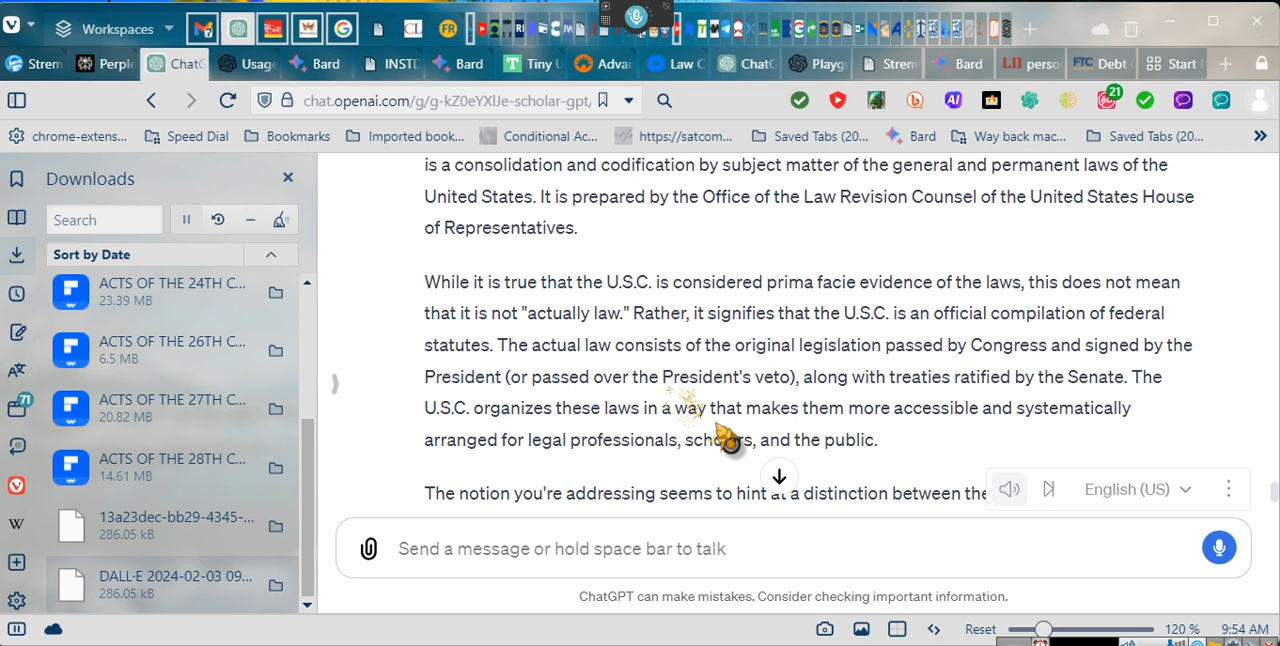 Workspaces
CL
FR
Strem
Perple
ChatG
Usage
Bard
INSTD
Bard
Tiny U
Advar
Law C
ChatG
Playg
Strem
Bard
LII perso
FTC Debt
Start
chat.openai.com/g/g-kZ0eYXlJe-scholar-gpt,
AI
21
chrome-exten...
Speed Dial
Bookmarks
Imported book...
Conditional Ac...
https://satcom...
Saved Tabs (20...
Bard
Way back mac...
Saved Tabs (20...
Downloads
Search
Sort by Date
ACTS OF THE 24TH C...
23.39 MB
ACTS OF THE 26TH C...
6.5 MB
ACTS OF THE 27TH C...
20.82 MB
ACTS OF THE 28TH C...
14.61 MB
13a23dec-bb29-4345-...
286.05 kB
DALL·E 2024-02-03 09...
286.05 kB
71
W
is a consolidation and codification by subject matter of the general and permanent laws of the
United States. It is prepared by the Office of the Law Revision Counsel of the United States House
of Representatives.
While it is true that the U.S.C. is considered prima facie evidence of the laws, this does not mean
that it is not "actually law." Rather, it signifies that the U.S.C. is an official compilation of federal
statutes. The actual law consists of the original legislation passed by Congress and signed by the
President (or passed over the President's veto), along with treaties ratified by the Senate. The
U.S.C. organizes these laws in a way that makes them more accessible and systematically
arranged for legal professionals, scholars, and the public.
The notion you're addressing seems to hint at a distinction between the
English (US)
Send a message or hold space bar to talk
ChatGPT can make mistakes. Consider checking important information.
Reset
120 %
9:54 AM